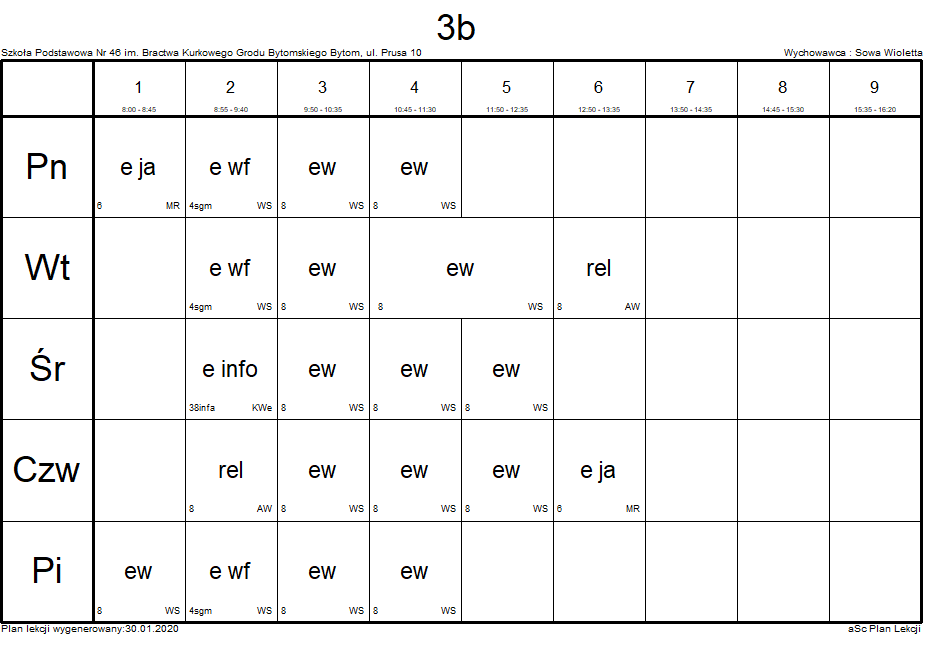 3b
Szkoła Podstawowa Nr 46 im. Bractwa Kurkowego Grodu Bytomskiego Bytom, ul. Prusa 10 Wychowawca : Sowa Wioletta
1 2 3 4 5 6 7 8 9
8:00 - 8:45 8:55 - 9:40 9:50 - 10:35 10:45 - 11:30 11:50 - 12:35 12:50 - 13:35 13:50 - 14:35 14:45 - 15:30 15:35 - 16:20
Pn e ja e wf ew ew
6 MR 4sgm WS 8 WS 8 WS
Wt e wf ew ew rel
4sgm WS 8 WS 8 WS 8 AW
Śr e info ew ew ew
38infa KWe 8 WS 8 WS 8 WS
Czw rel ew ew ew e ja
8 AW 8 WS 8 WS 8 WS 6 MR
Pi ew e wf ew ew
8 WS 4sgm WS 8 WS 8 WS
Plan lekcji wygenerowany:30.01.2020 aSc Plan Lekcji